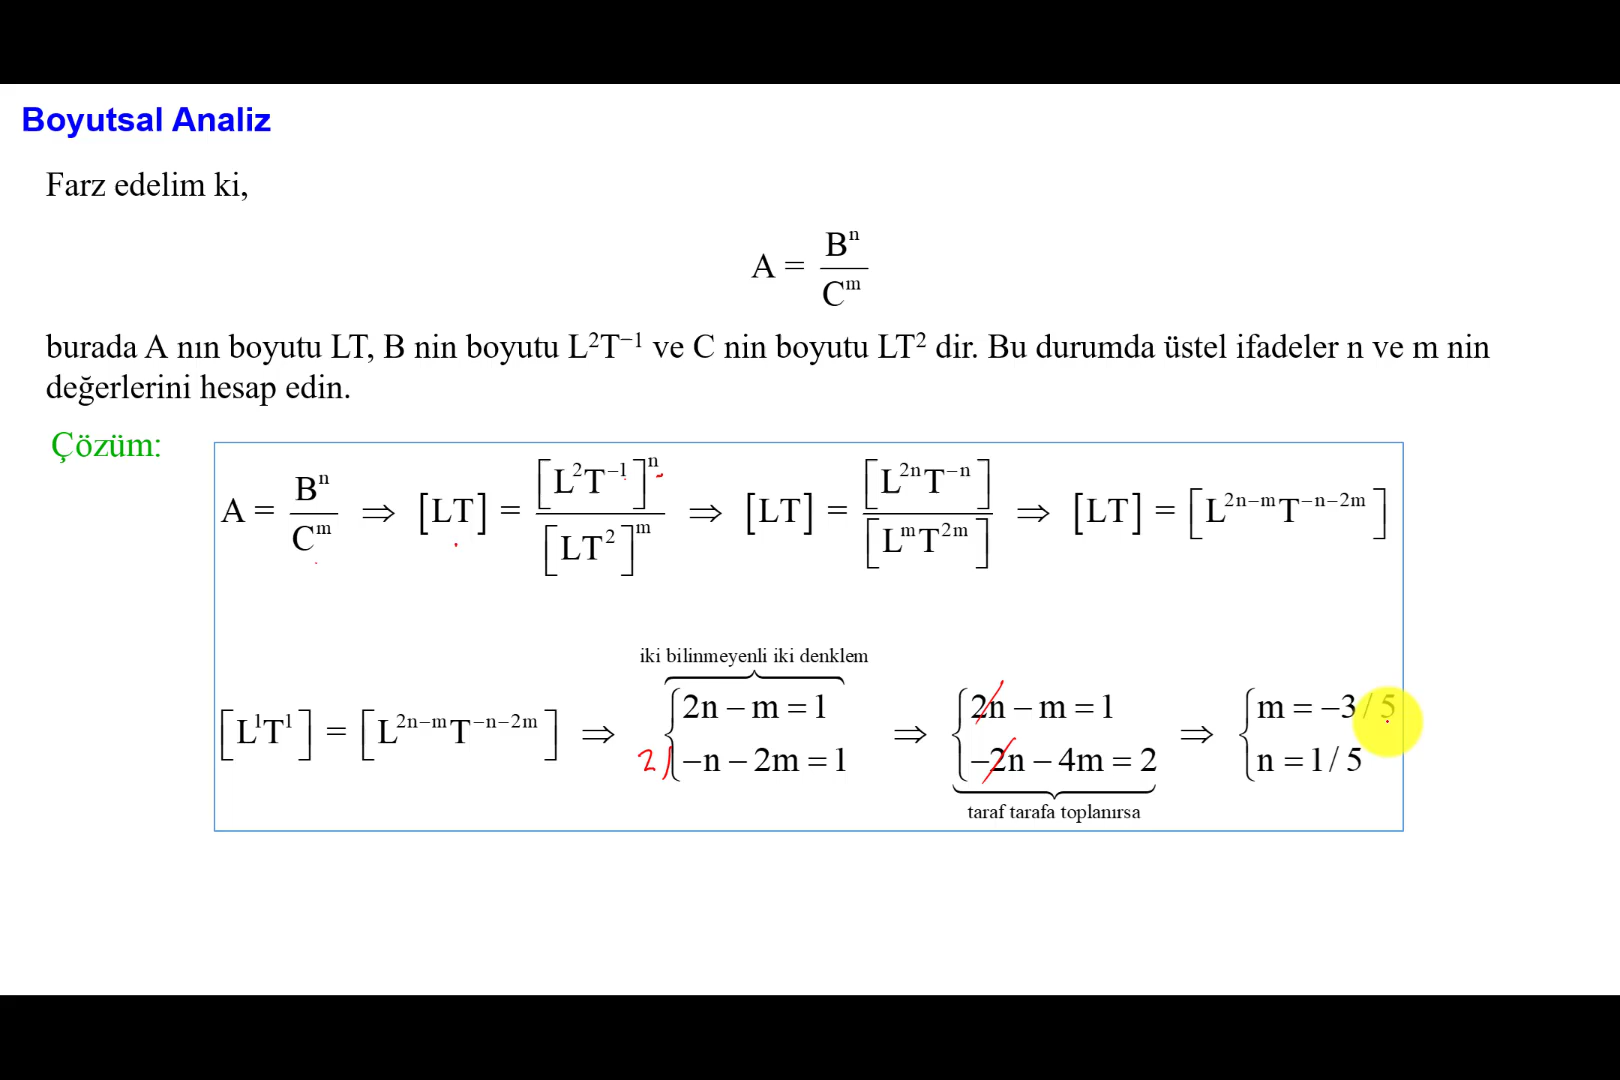 Boyutsal Analiz
Farz edelim ki,
A = Bⁿ / Cᵐ
burada A nın boyutu LT, B nin boyutu L²T⁻¹ ve C nin boyutu LT² dir. Bu durumda üstel ifadeler n ve m nin
değerlerini hesap edin.
Çözüm:
A = Bⁿ / Cᵐ ⇒ [LT] = [L²T⁻¹]ⁿ / [LT²]ᵐ ⇒ [LT] = [L²ⁿT⁻ⁿ] / [LᵐT²ᵐ] ⇒ [LT] = [L²ⁿ⁻ᵐT⁻ⁿ⁻²ᵐ]
iki bilinmeyenli iki denklem
[L¹T¹] = [L²ⁿ⁻ᵐT⁻ⁿ⁻²ᵐ] ⇒ { 2n − m = 1 ⇒ { 2n − m = 1 ⇒ { m = −3 / 5
2) −n − 2m = 1 −2n − 4m = 2 n = 1 / 5
taraf tarafa toplanırsa